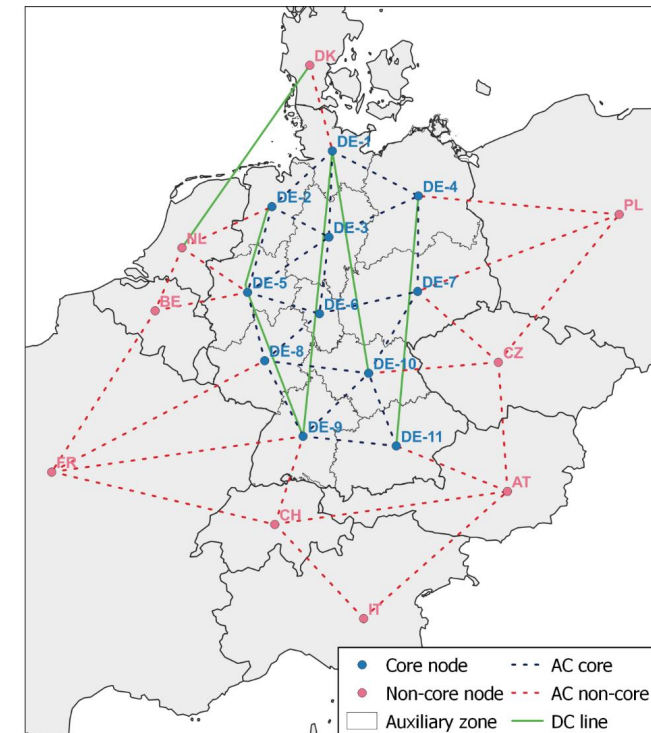 DK
DE-1
DE-2
DE-4
PL
DE-3
NL
DE-5
DE-7
BE
DE-6
DE-8
CZ
DE-10
DE-9
DE-11
FR
AT
CH
IT
Core node
AC core
Non-core node
AC non-core
Auxiliary zone
DC line